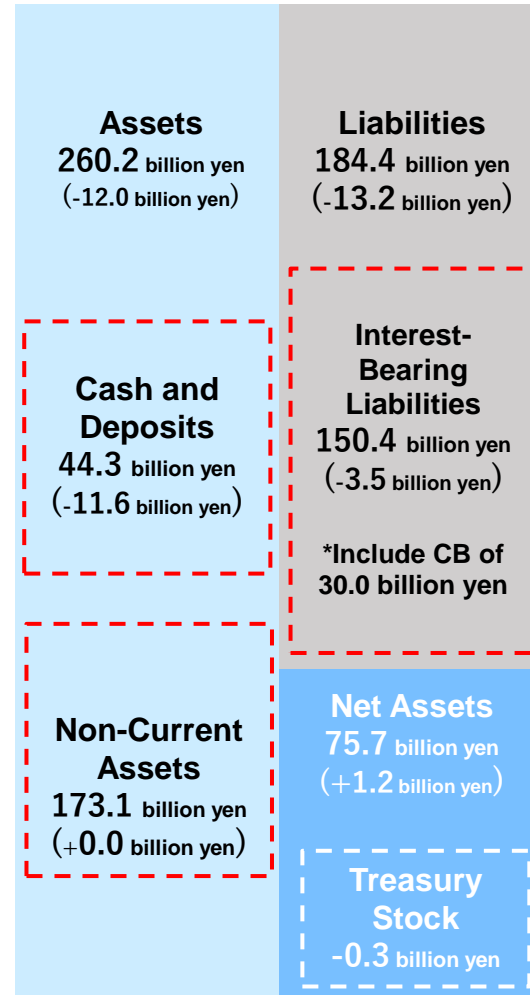 Assets
260.2 billion yen
(-12.0 billion yen)
Cash and
Deposits
44.3 billion yen
(-11.6 billion yen)
Non-Current
Assets
173.1 billion yen
(+0.0 billion yen)
Liabilities
184.4 billion yen
(-13.2 billion yen)
Interest-
Bearing
Liabilities
150.4 billion yen
(-3.5 billion yen)
*Include CB of
30.0 billion yen
Net Assets
75.7 billion yen
(+1.2 billion yen)
Treasury
Stock
-0.3 billion yen